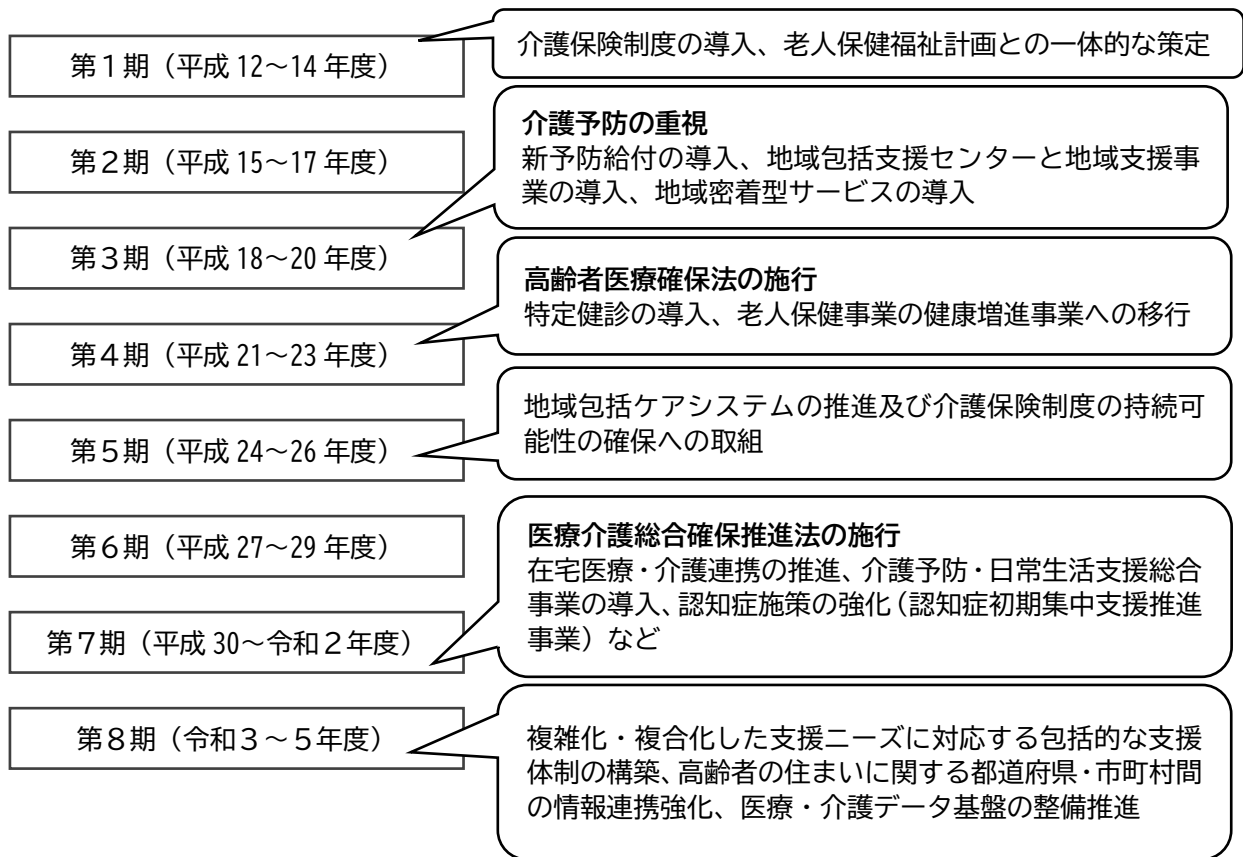 第1期（平成 12～14 年度）
介護保険制度の導入、老人保健福祉計画との一体的な策定
第2期（平成 15～17 年度）
介護予防の重視
新予防給付の導入、地域包括支援センターと地域支援事
業の導入、地域密着型サービスの導入
第3期（平成 18～20 年度）
高齢者医療確保法の施行
特定健診の導入、老人保健事業の健康増進事業への移行
第4期（平成 21～23 年度）
地域包括ケアシステムの推進及び介護保険制度の持続可
能性の確保への取組
第5期（平成 24～26 年度）
第6期（平成 27～29 年度）
医療介護総合確保推進法の施行
在宅医療・介護連携の推進、介護予防・日常生活支援総合
事業の導入、認知症施策の強化（認知症初期集中支援推進
事業）など
第7期（平成 30～令和２年度）
第8期（令和３～５年度）
複雑化・複合化した支援ニーズに対応する包括的な支援
体制の構築、高齢者の住まいに関する都道府県・市町村間
の情報連携強化、医療・介護データ基盤の整備推進